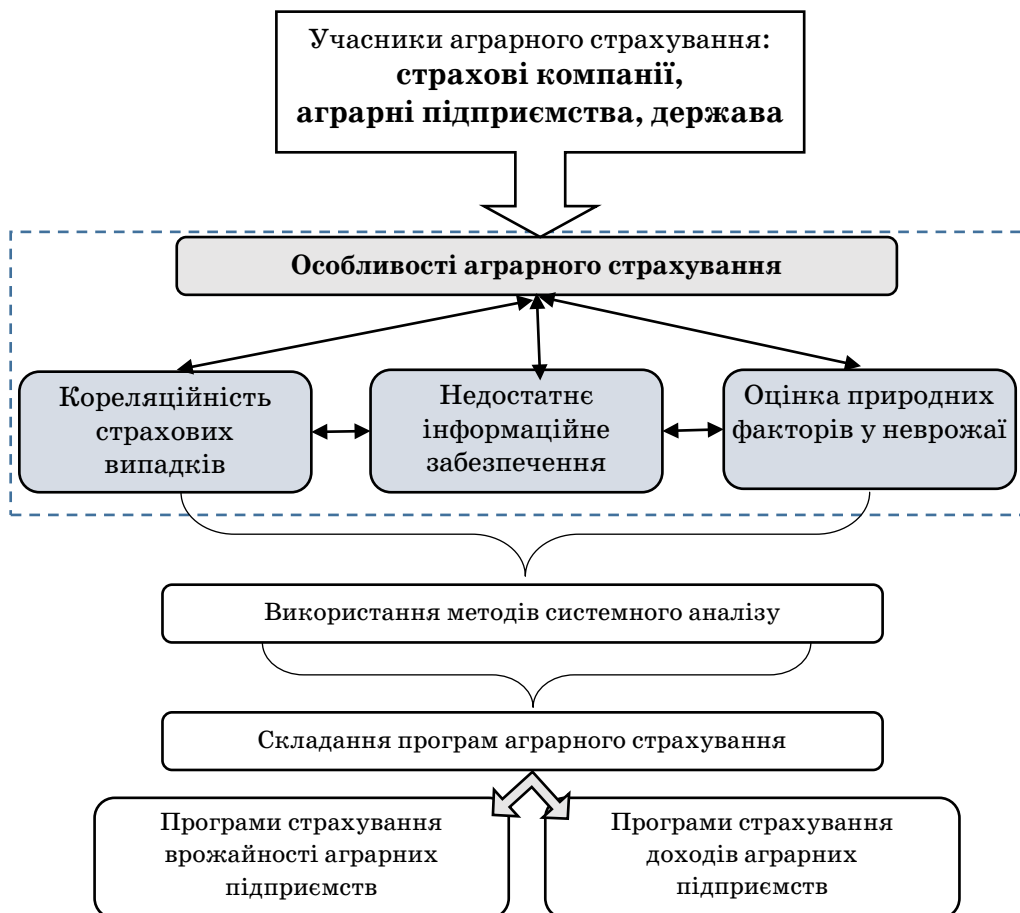 Учасники аграрного страхування:
страхові компанії,
аграрні підприємства, держава
Особливості аграрного страхування
Кореляційність
страхових
випадків
Недостатнє
інформаційне
забезпечення
Оцінка природних
факторів у неврожаї
Використання методів системного аналізу
Складання програм аграрного страхування
Програми страхування
врожайності аграрних
підприємств
Програми страхування
доходів аграрних
підприємств